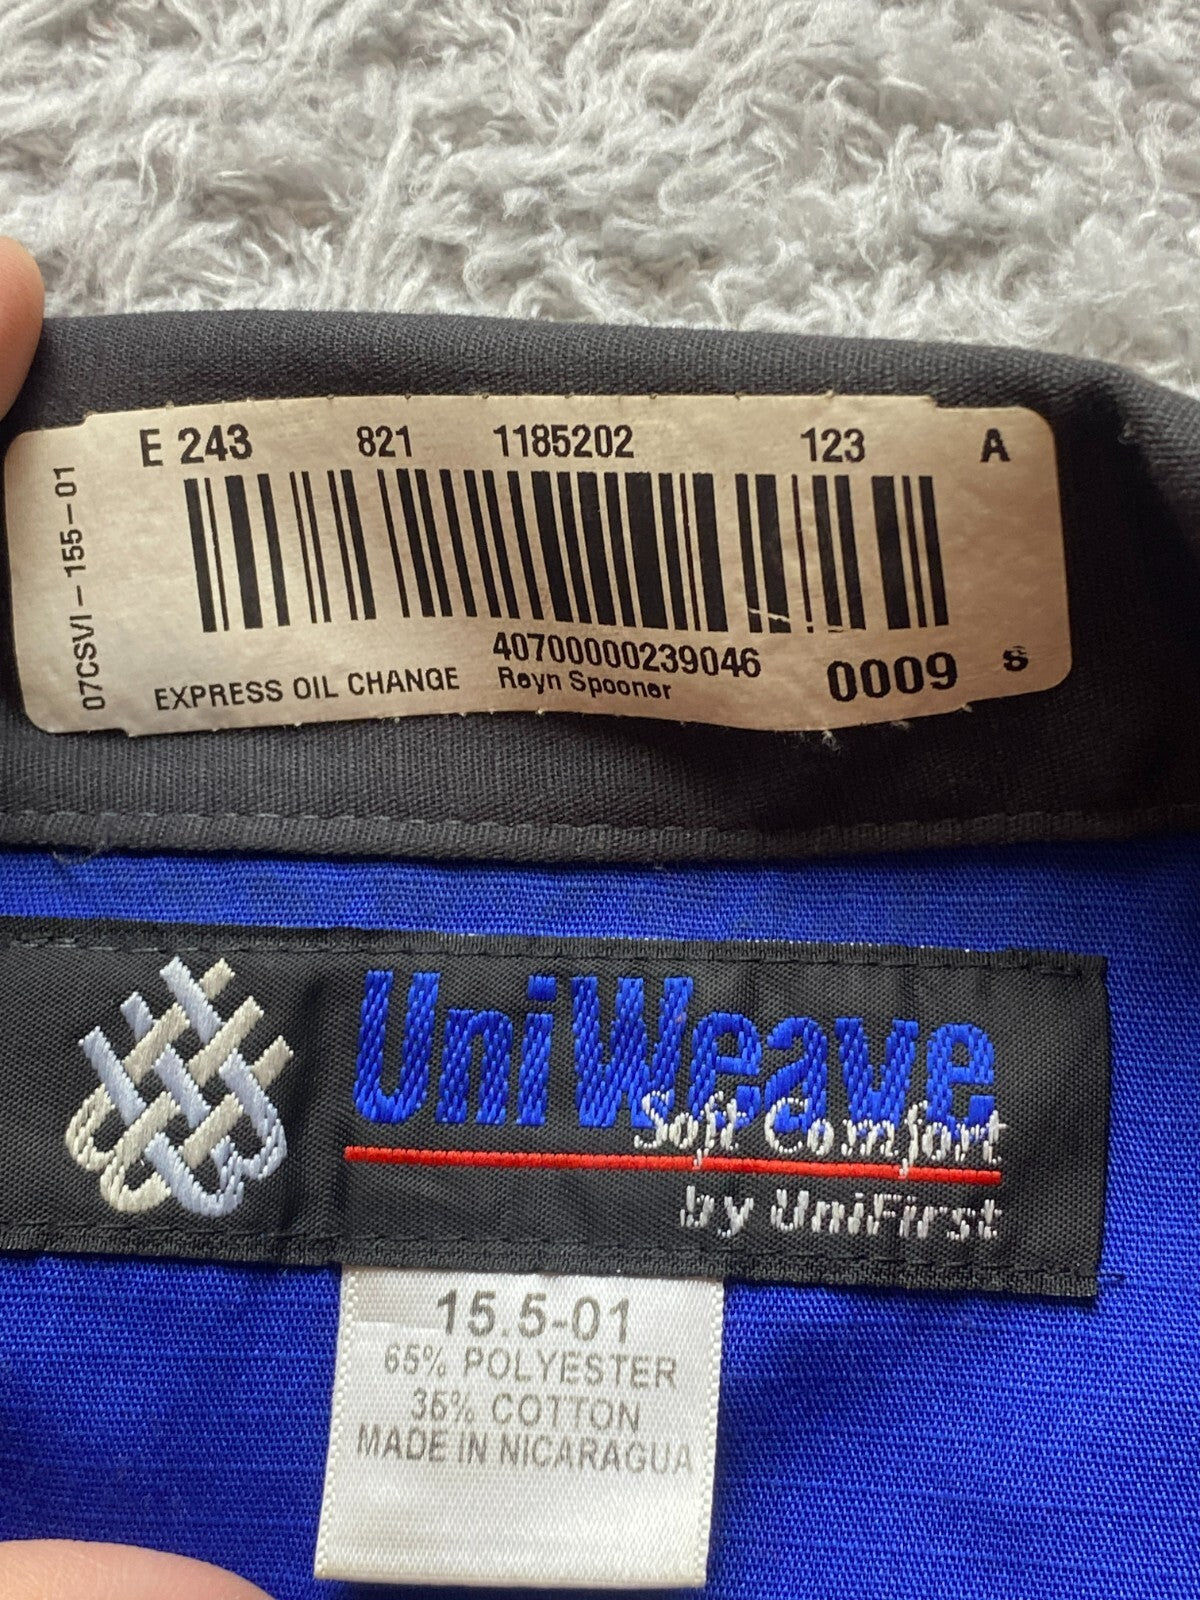 E 243 821 1185202 123 A
07CSVI-155-01
40700000239046
EXPRESS OIL CHANGE Reyn Spooner 0009 S
UniWeave
Soft Comfort
by UniFirst
15.5-01
65% POLYESTER
35% COTTON
MADE IN NICARAGUA